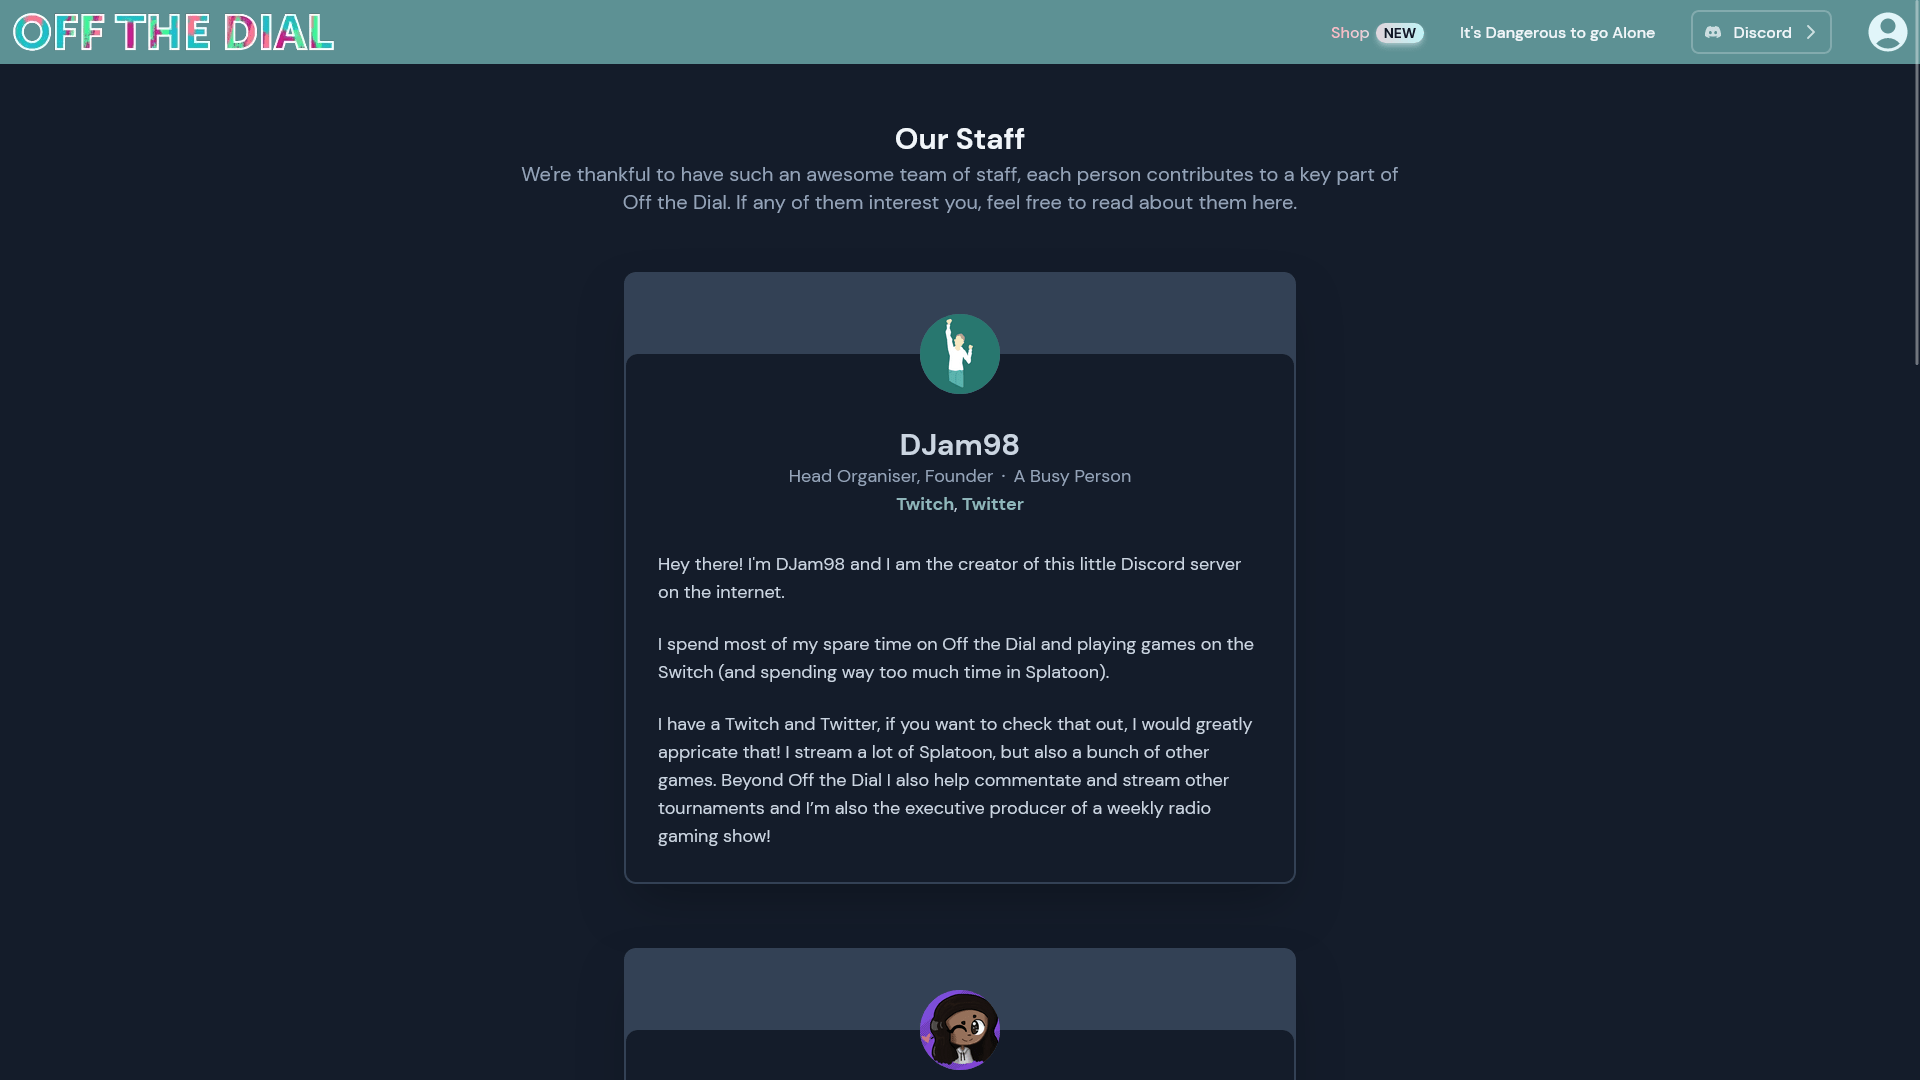 OFF THE DIAL
Shop NEW
It's Dangerous to go Alone
Discord
Our Staff
We're thankful to have such an awesome team of staff, each person contributes to a key part of
Off the Dial. If any of them interest you, feel free to read about them here.
DJam98
Head Organiser, Founder · A Busy Person
Twitch, Twitter
Hey there! I'm DJam98 and I am the creator of this little Discord server
on the internet.
I spend most of my spare time on Off the Dial and playing games on the
Switch (and spending way too much time in Splatoon).
I have a Twitch and Twitter, if you want to check that out, I would greatly
appricate that! I stream a lot of Splatoon, but also a bunch of other
games. Beyond Off the Dial I also help commentate and stream other
tournaments and I’m also the executive producer of a weekly radio
gaming show!